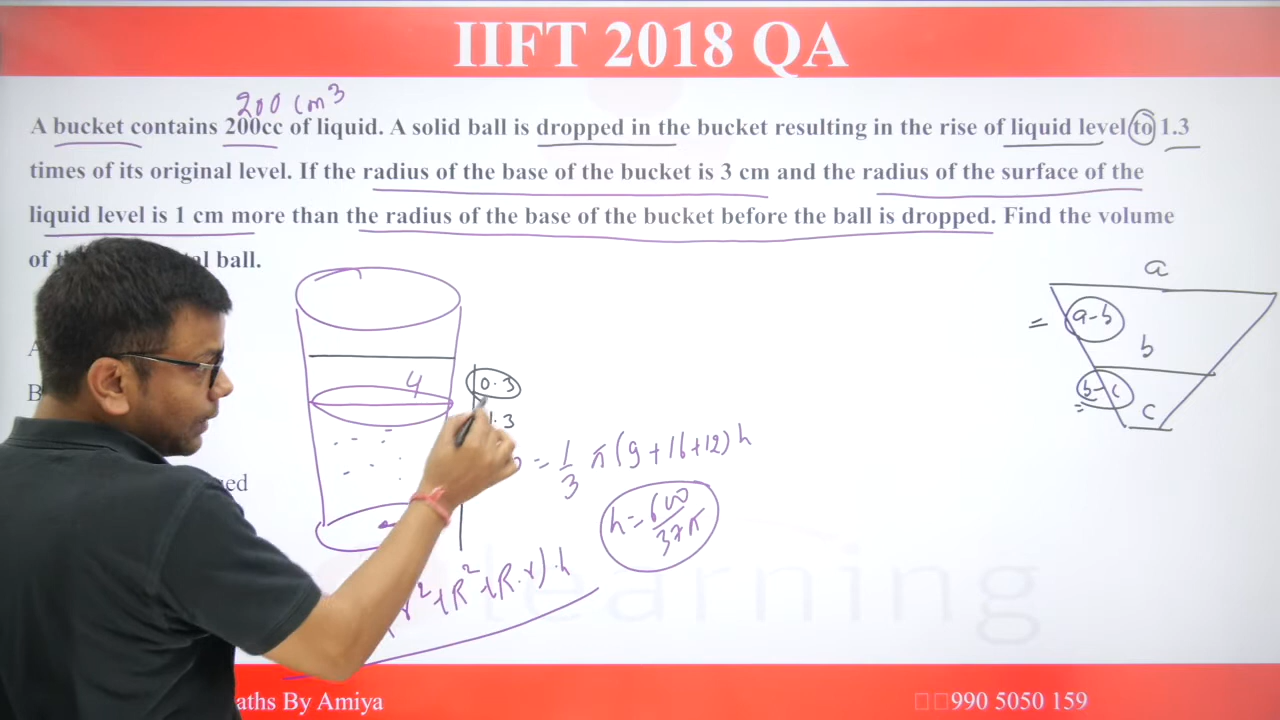 IIFT 2018 QA
200 cm3
A bucket contains 200cc of liquid. A solid ball is dropped in the bucket resulting in the rise of liquid level to 1.3
times of its original level. If the radius of the base of the bucket is 3 cm and the radius of the surface of the
liquid level is 1 cm more than the radius of the base of the bucket before the ball is dropped. Find the volume
of ball.
a
= a-b
b
b-c
=
c
4
0.3
= 1/3 π(9+16+12)h
h=600/37π
r²+R²+R.r).h
learning
aths By Amiya
990 5050 159